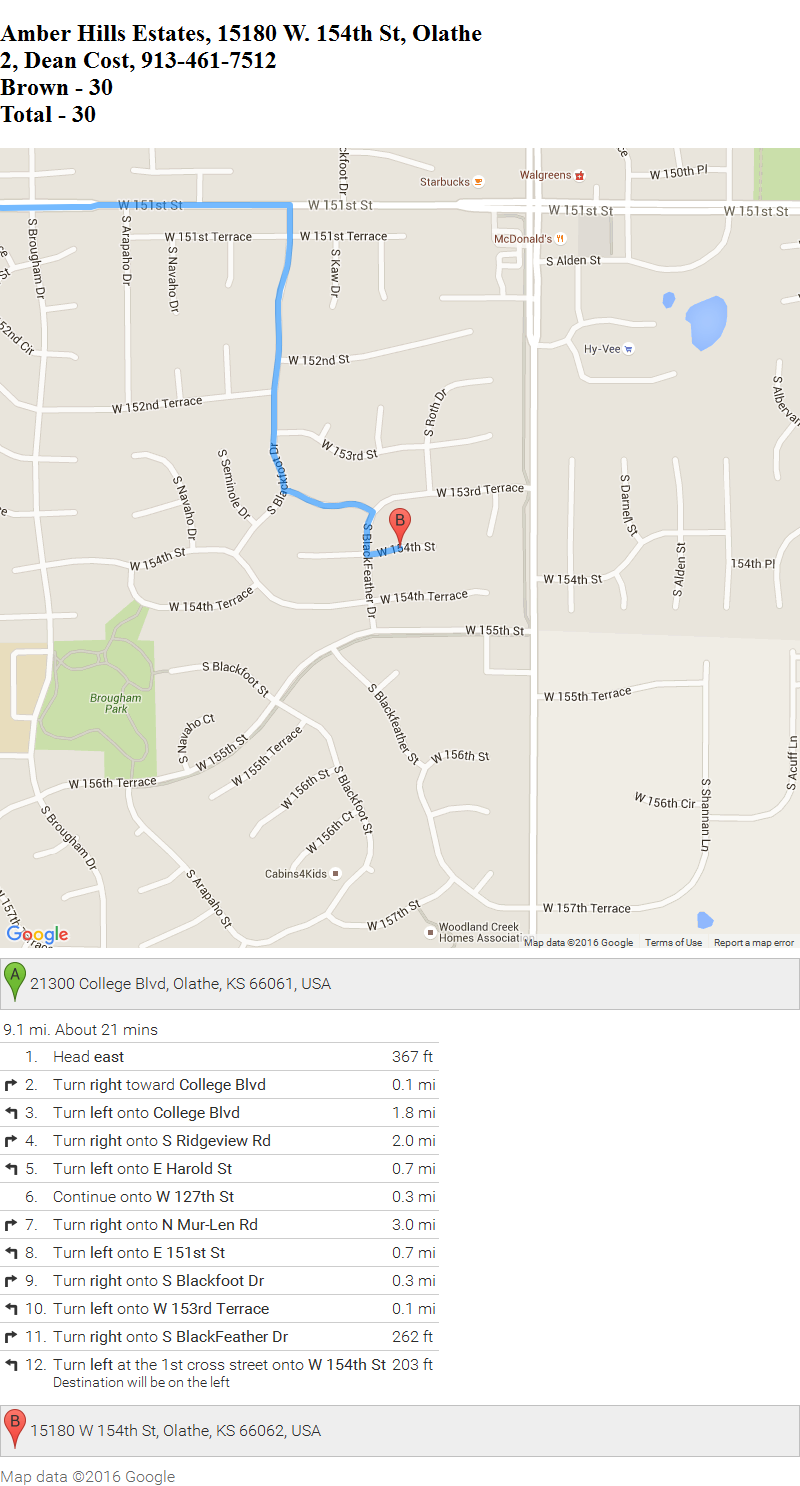 Amber Hills Estates, 15180 W. 154th St, Olathe
2, Dean Cost, 913-461-7512
Brown - 30
Total - 30
ckfoot Dr
Starbucks
Walgreens
W 150th Pl
W 151st St
W 151st St
W 151st St
W 151st St
S Brougham Dr
S Arapaho Dr
W 151st Terrace
S Navaho Dr
W 151st Terrace
S Kaw Dr
McDonald's
S Alden St
52nd Cir
W 152nd St
Hy-Vee
W 152nd Terrace
S Roth Dr
S Albervan
W 153rd St
S Seminole Dr
S Navaho Dr
S Bla
ckfoot Dr
W 153rd Terrace
S Darnell St
W 154th St
S BlackFeather Dr
W 154th St
S Alden St
154th Pl
W 154th St
W 154th Terrace
W 154th Terrace
W 155th St
Brougham
Park
S Blackfoot St
S Navaho Ct
W 155th St
W 155th Terrace
S Blackfeather St
W 155th Terrace
W 156th St
S Acuff Ln
W 156th Terrace
W 156th St
S Blackfoot St
W 156th Cir
S Shannan Ln
S Brougham Dr
W 156th Ct
Cabins4Kids
S Arapaho St
W 157th St
W 157th Terrace
Woodland Creek
Homes Associatio
Google
Map data ©2016 Google Terms of Use Report a map error
B
A 21300 College Blvd, Olathe, KS 66061, USA
9.1 mi. About 21 mins
1. Head east 367 ft
2. Turn right toward College Blvd 0.1 mi
3. Turn left onto College Blvd 1.8 mi
4. Turn right onto S Ridgeview Rd 2.0 mi
5. Turn left onto E Harold St 0.7 mi
6. Continue onto W 127th St 0.3 mi
7. Turn right onto N Mur-Len Rd 3.0 mi
8. Turn left onto E 151st St 0.7 mi
9. Turn right onto S Blackfoot Dr 0.3 mi
10. Turn left onto W 153rd Terrace 0.1 mi
11. Turn right onto S BlackFeather Dr 262 ft
12. Turn left at the 1st cross street onto W 154th St 203 ft
Destination will be on the left
B 15180 W 154th St, Olathe, KS 66062, USA
Map data ©2016 Google